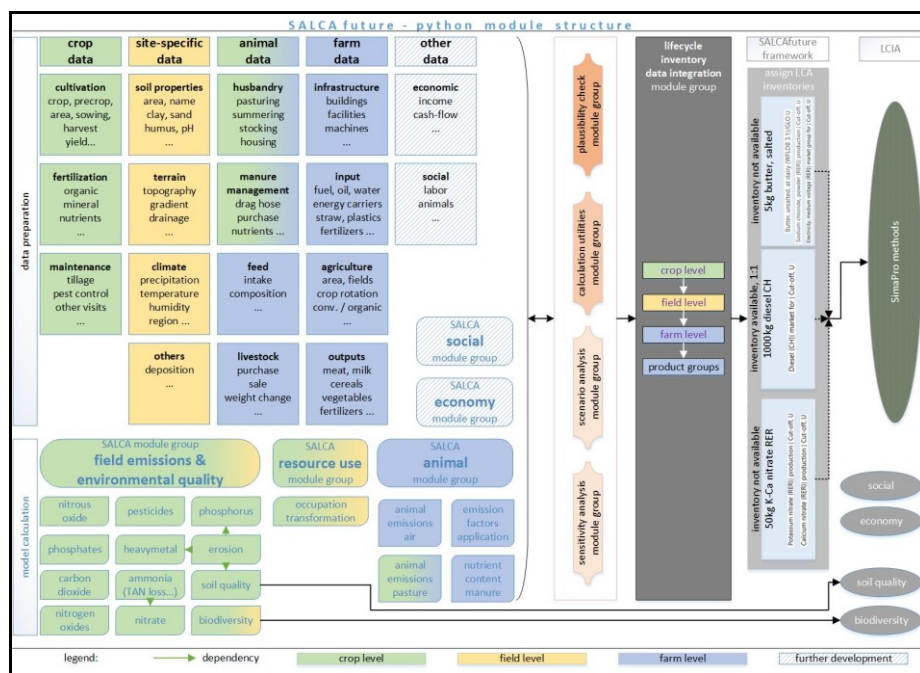 SALCA future - python module structure
crop data
site-specific data
animal data
farm data
other data
lifecycle inventory data integration module group
SALCAfuture framework
LCIA
data preparation
cultivation
crop, precrop,
area, sowing,
harvest
yield...
soil properties
area, name
clay, sand
humus, pH
...
husbandry
pasturing
summering
stocking
housing
infrastructure
buildings
facilities
machines
...
economic
income
cash-flow
...
fertilization
organic
mineral
nutrients
...
terrain
topography
gradient
drainage
...
manure
management
drag hose
purchase
nutrients ...
input
fuel, oil, water
energy carriers
straw, plastics
fertilizers ...
social
labor
animals
...
maintenance
tillage
pest control
other visits
climate
precipitation
temperature
humidity
region ...
feed
intake
composition ...
agriculture
area, fields
crop rotation
conv. / organic
...
others
deposition
...
livestock
purchase
sale
weight change
...
outputs
meat, milk
cereals
vegetables
fertilizers ...
SALCA
social
module group
SALCA
economy
module group
plausibility check
module group
calculation utilities
module group
scenario analysis
module group
sensitivity analysis
module group
crop level
field level
farm level
product groups
assign LCA
inventories
inventory not available
5kg butter, salted
inventory available, 1:1
1000 kg diesel CH
Diesel {CH}| market for | Cut-off, U
inventory not available
50kg K-Ca nitrate RER
Potassium nitrate {RER}| production | Cut-off, U
Calcium nitrate {RER}| production | Cut-off, U
SimaPro methods
social
economy
soil quality
biodiversity
model calculation
SALCA module group
field emissions &
environmental quality
SALCA
resource use
module group
SALCA
animal
module group
nitrous
oxide
pesticides
phosphorus
occupation
transformation
animal
emissions
air
emission
factors
application
phosphates
heavymetal
erosion
carbon
dioxide
ammonia
(TAN loss...)
soil quality
animal
emissions
pasture
nutrient
content
manure
nitrogen
oxides
nitrate
biodiversity
legend:
dependency
crop level
field level
farm level
further development